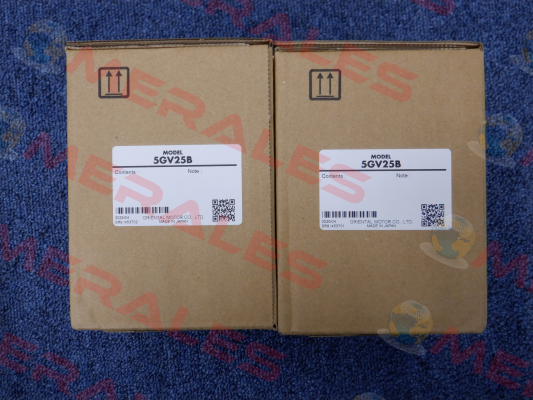 MODEL
5GV25B
Contents
Note :
ORIENTAL MOTOR CO., LTD.
MADE IN JAPAN
MODEL
5GV25B
Contents
Note :
ORIENTAL MOTOR CO., LTD.
MADE IN JAPAN
MERALES